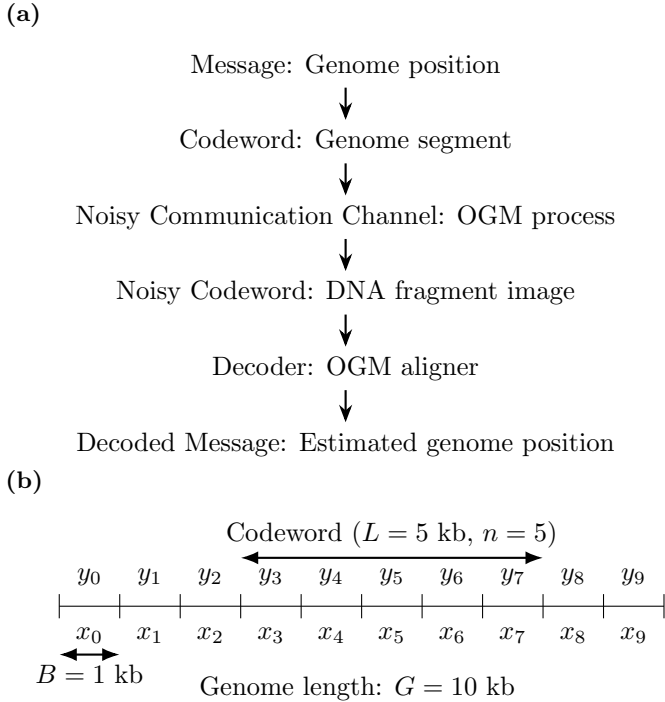 (a)
Message: Genome position
Codeword: Genome segment
Noisy Communication Channel: OGM process
Noisy Codeword: DNA fragment image
Decoder: OGM aligner
Decoded Message: Estimated genome position
(b)
Codeword (L = 5 kb, n = 5)
y₀ y₁ y₂ y₃ y₄ y₅ y₆ y₇ y₈ y₉
x₀ x₁ x₂ x₃ x₄ x₅ x₆ x₇ x₈ x₉
B = 1 kb
Genome length: G = 10 kb